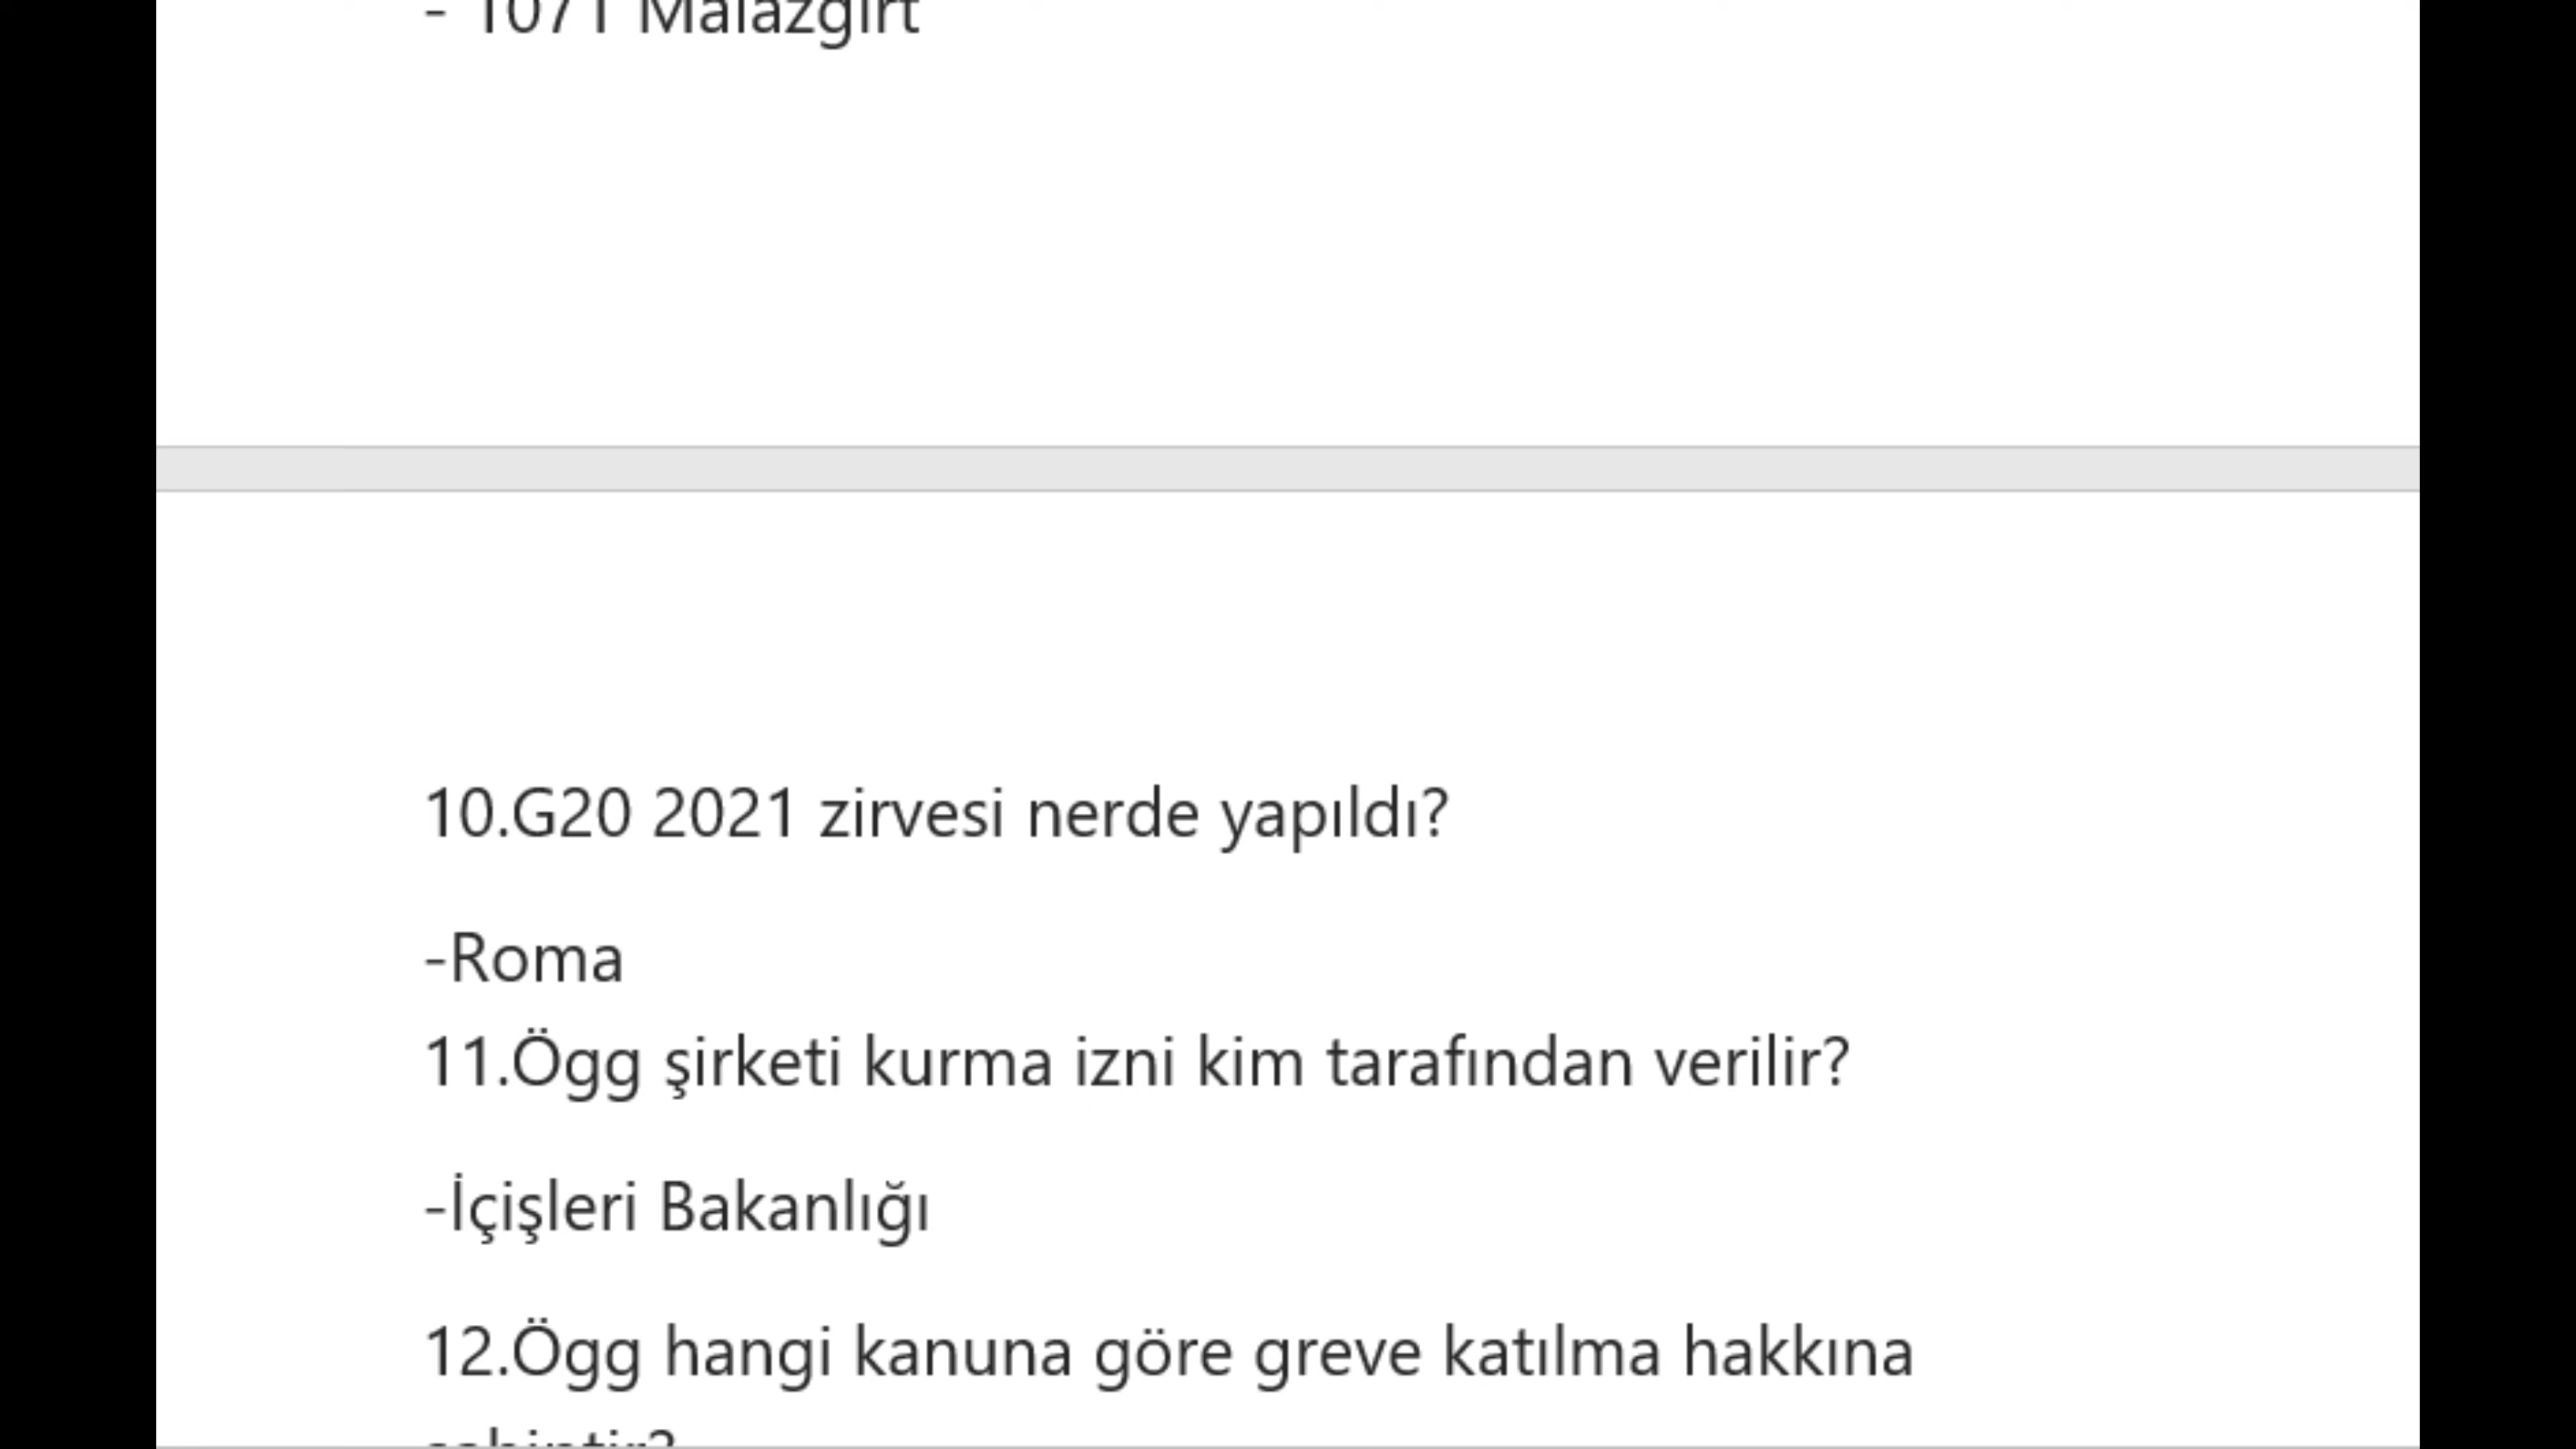 - 1071 Malazgirt
10.G20 2021 zirvesi nerde yapıldı?
-Roma
11.Ögg şirketi kurma izni kim tarafından verilir?
-İçişleri Bakanlığı
12.Ögg hangi kanuna göre greve katılma hakkına
sahiptir?